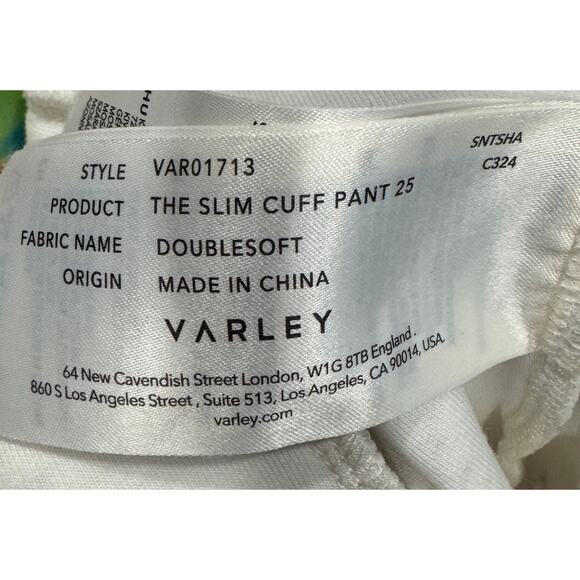 SNTSHA
STYLE VAR01713 C324
PRODUCT THE SLIM CUFF PANT 25
FABRIC NAME DOUBLESOFT
ORIGIN MADE IN CHINA
VARLEY
64 New Cavendish Street London, W1G 8TB England.
860 S Los Angeles Street , Suite 513, Los Angeles, CA 90014, USA.
varley.com